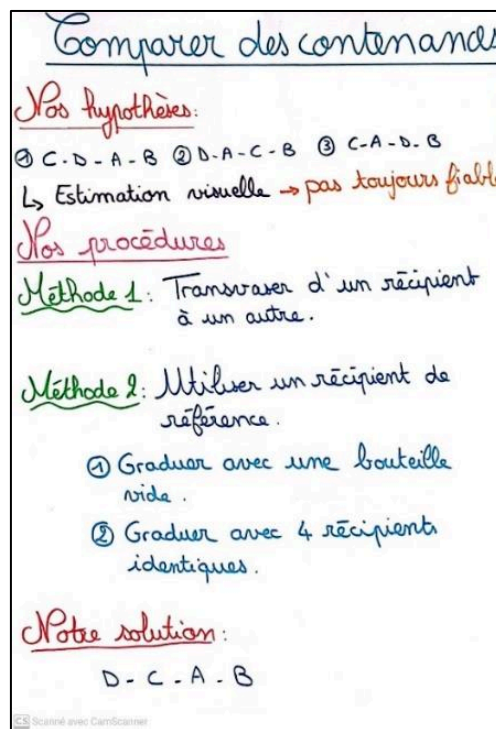 Comparer des contenances
Nos hypothèses:
① C-D-A-B ② D-A-C-B ③ C-A-D-B
↳ Estimation visuelle → pas toujours fiable
Nos procédures
Méthode 1: Transvaser d'un récipient
à un autre.
Méthode 2: Utiliser un récipient de
référence.
① Graduer avec une bouteille
vide.
② Graduer avec 4 récipients
identiques.
Notre solution:
D-C-A-B
CS Scanné avec CamScanner